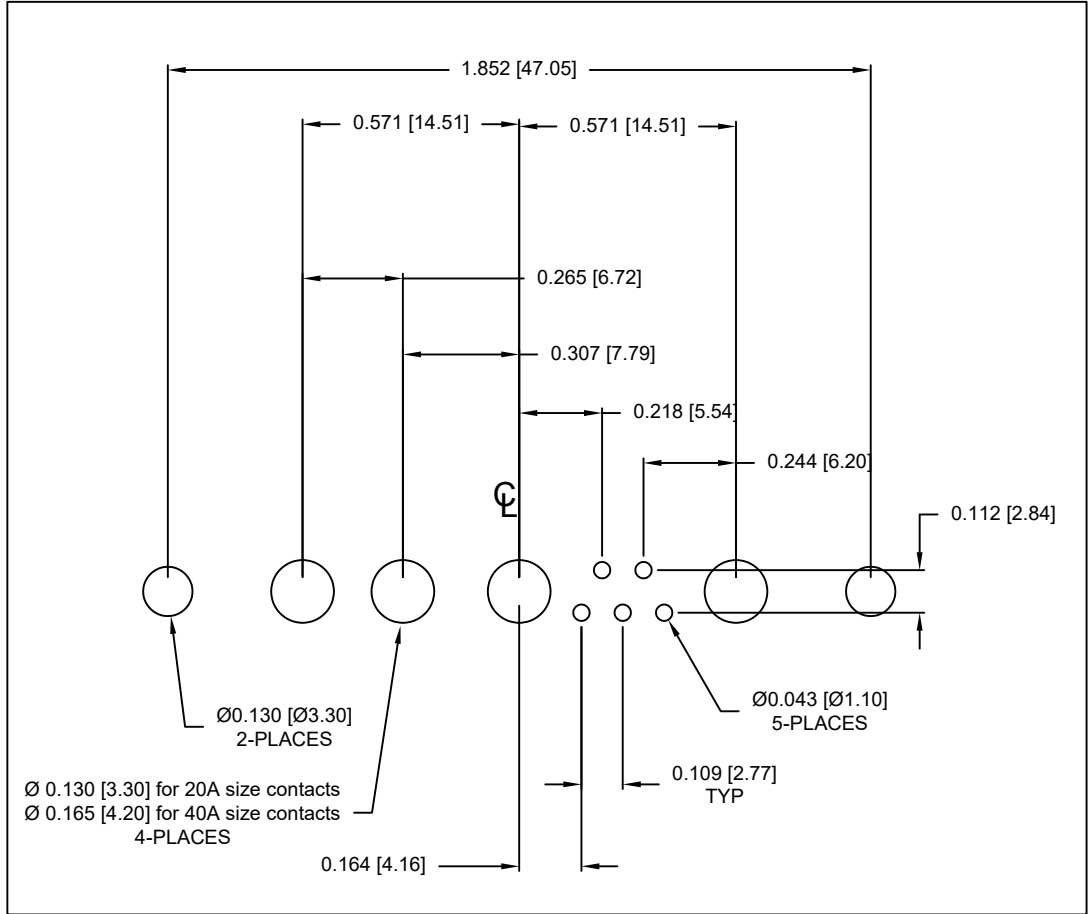 1.852 [47.05]
0.571 [14.51]
0.571 [14.51]
0.265 [6.72]
0.307 [7.79]
0.218 [5.54]
0.244 [6.20]
℄
0.112 [2.84]
Ø0.130 [Ø3.30]
2-PLACES
Ø0.043 [Ø1.10]
5-PLACES
0.109 [2.77]
TYP
Ø 0.130 [3.30] for 20A size contacts
Ø 0.165 [4.20] for 40A size contacts
4-PLACES
0.164 [4.16]